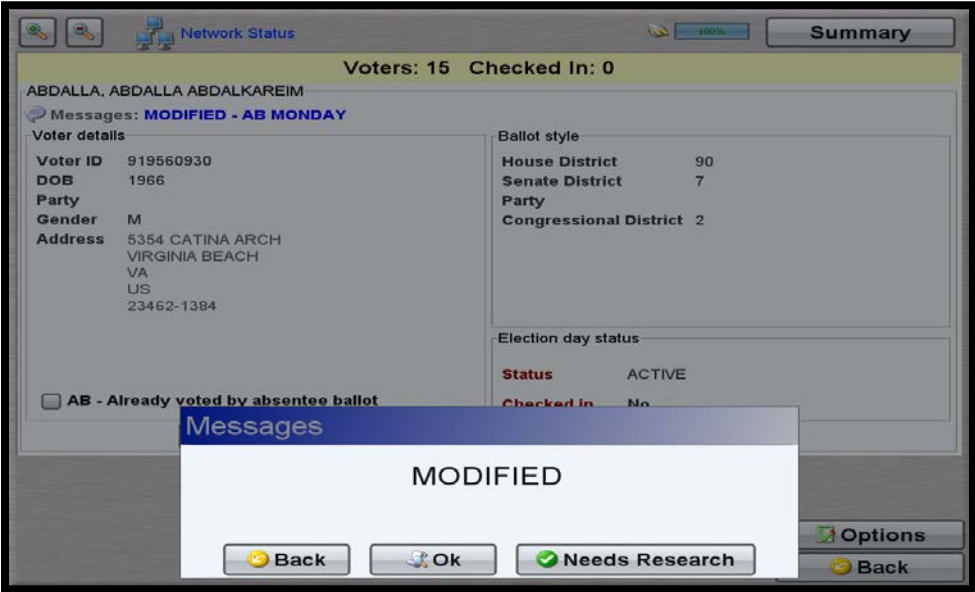 Network Status
100%
Summary
Voters: 15 Checked In: 0
ABDALLA, ABDALLA ABDALKAREIM
Messages: MODIFIED - AB MONDAY
Voter details
Voter ID 919560930
DOB 1966
Party
Gender M
Address 5354 CATINA ARCH
VIRGINIA BEACH
VA
US
23462-1384
AB - Already voted by absentee ballot
Ballot style
House District 90
Senate District 7
Party
Congressional District 2
Election day status
Status ACTIVE
Checked in No
Messages
MODIFIED
Back
Ok
Needs Research
Options
Back